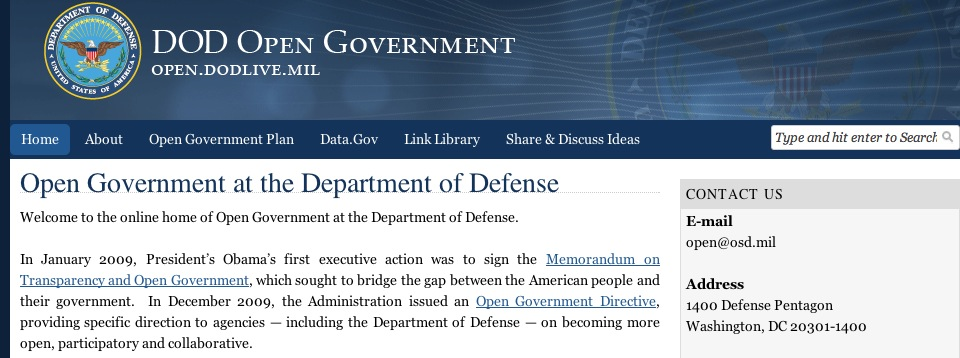 DEPARTMENT OF DEFENSE
UNITED STATES OF AMERICA
DOD OPEN GOVERNMENT
OPEN.DODLIVE.MIL
Home About Open Government Plan Data.Gov Link Library Share & Discuss Ideas
Type and hit enter to Search
Open Government at the Department of Defense
Welcome to the online home of Open Government at the Department of Defense.
In January 2009, President's Obama's first executive action was to sign the Memorandum on
Transparency and Open Government, which sought to bridge the gap between the American people and
their government. In December 2009, the Administration issued an Open Government Directive,
providing specific direction to agencies — including the Department of Defense — on becoming more
open, participatory and collaborative.
CONTACT US
E-mail
open@osd.mil
Address
1400 Defense Pentagon
Washington, DC 20301-1400